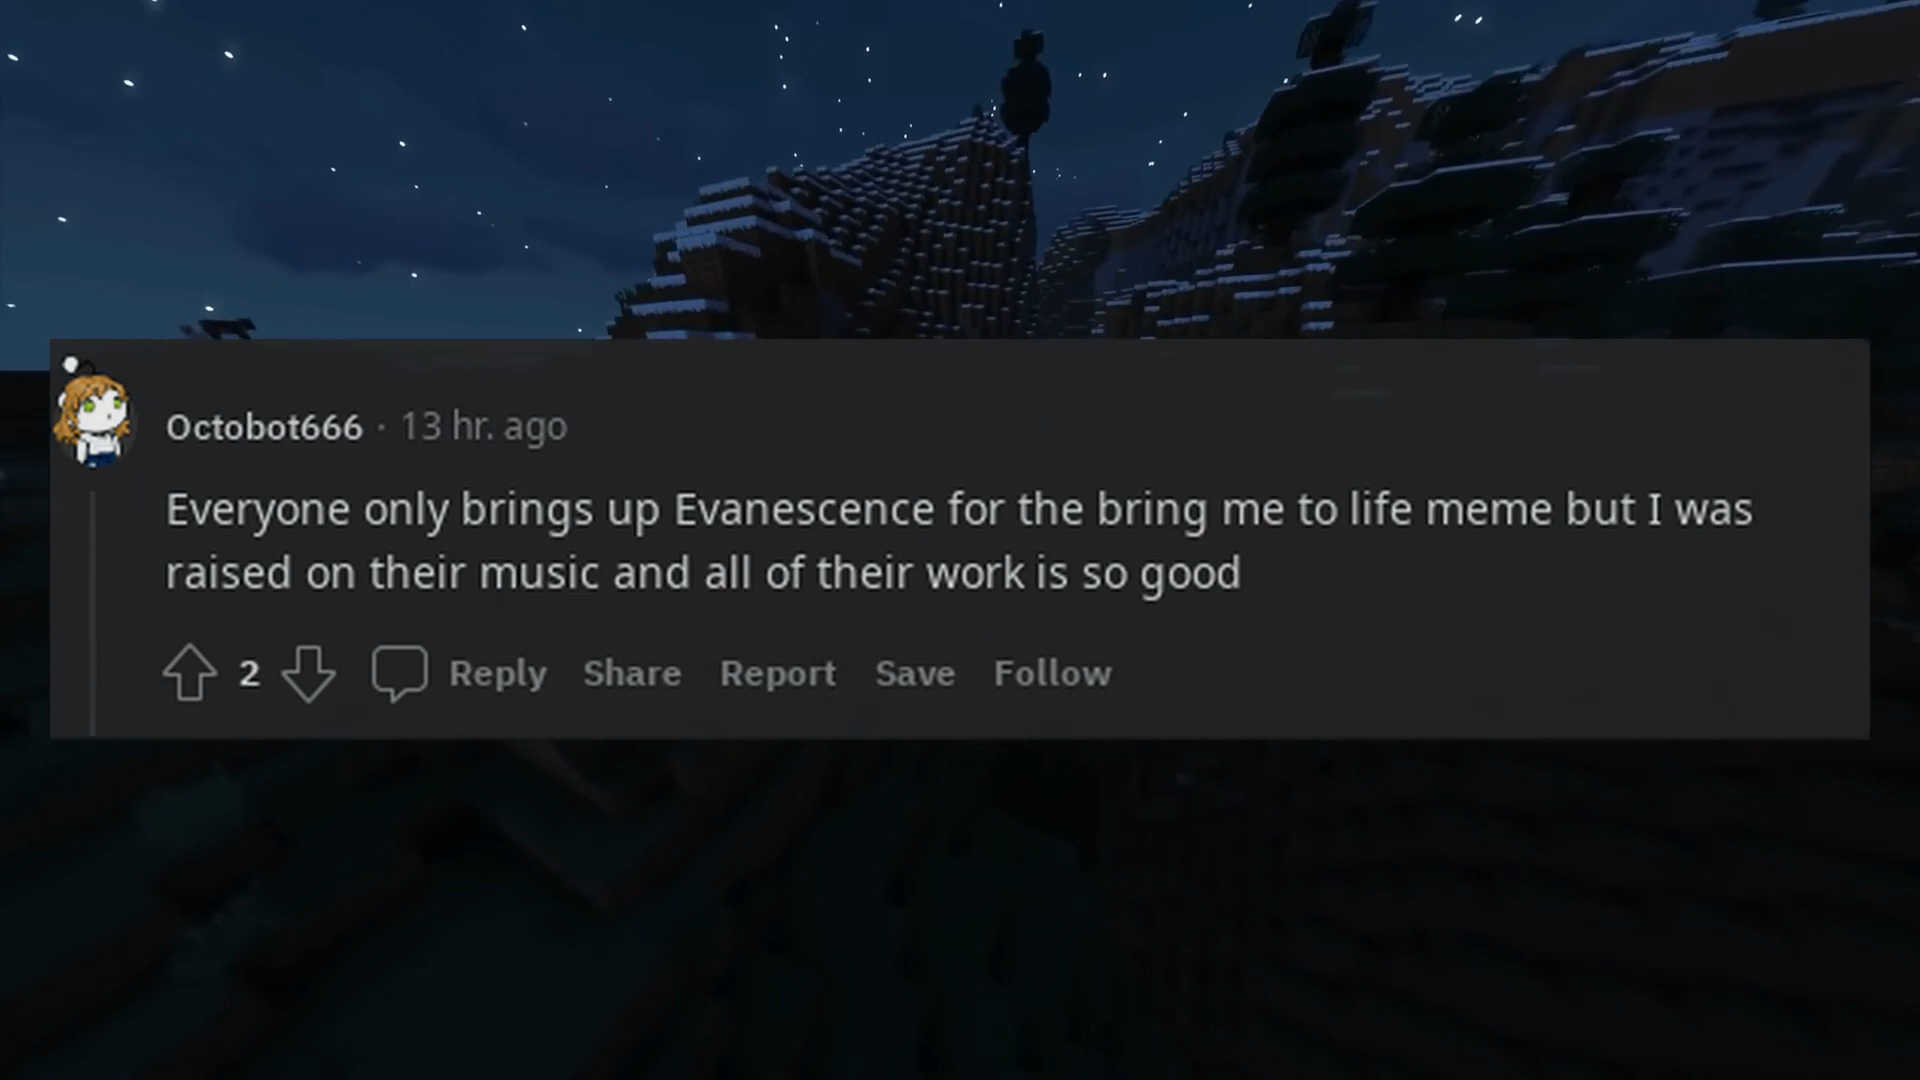 Octobot666 · 13 hr. ago
Everyone only brings up Evanescence for the bring me to life meme but I was
raised on their music and all of their work is so good
2 Reply Share Report Save Follow